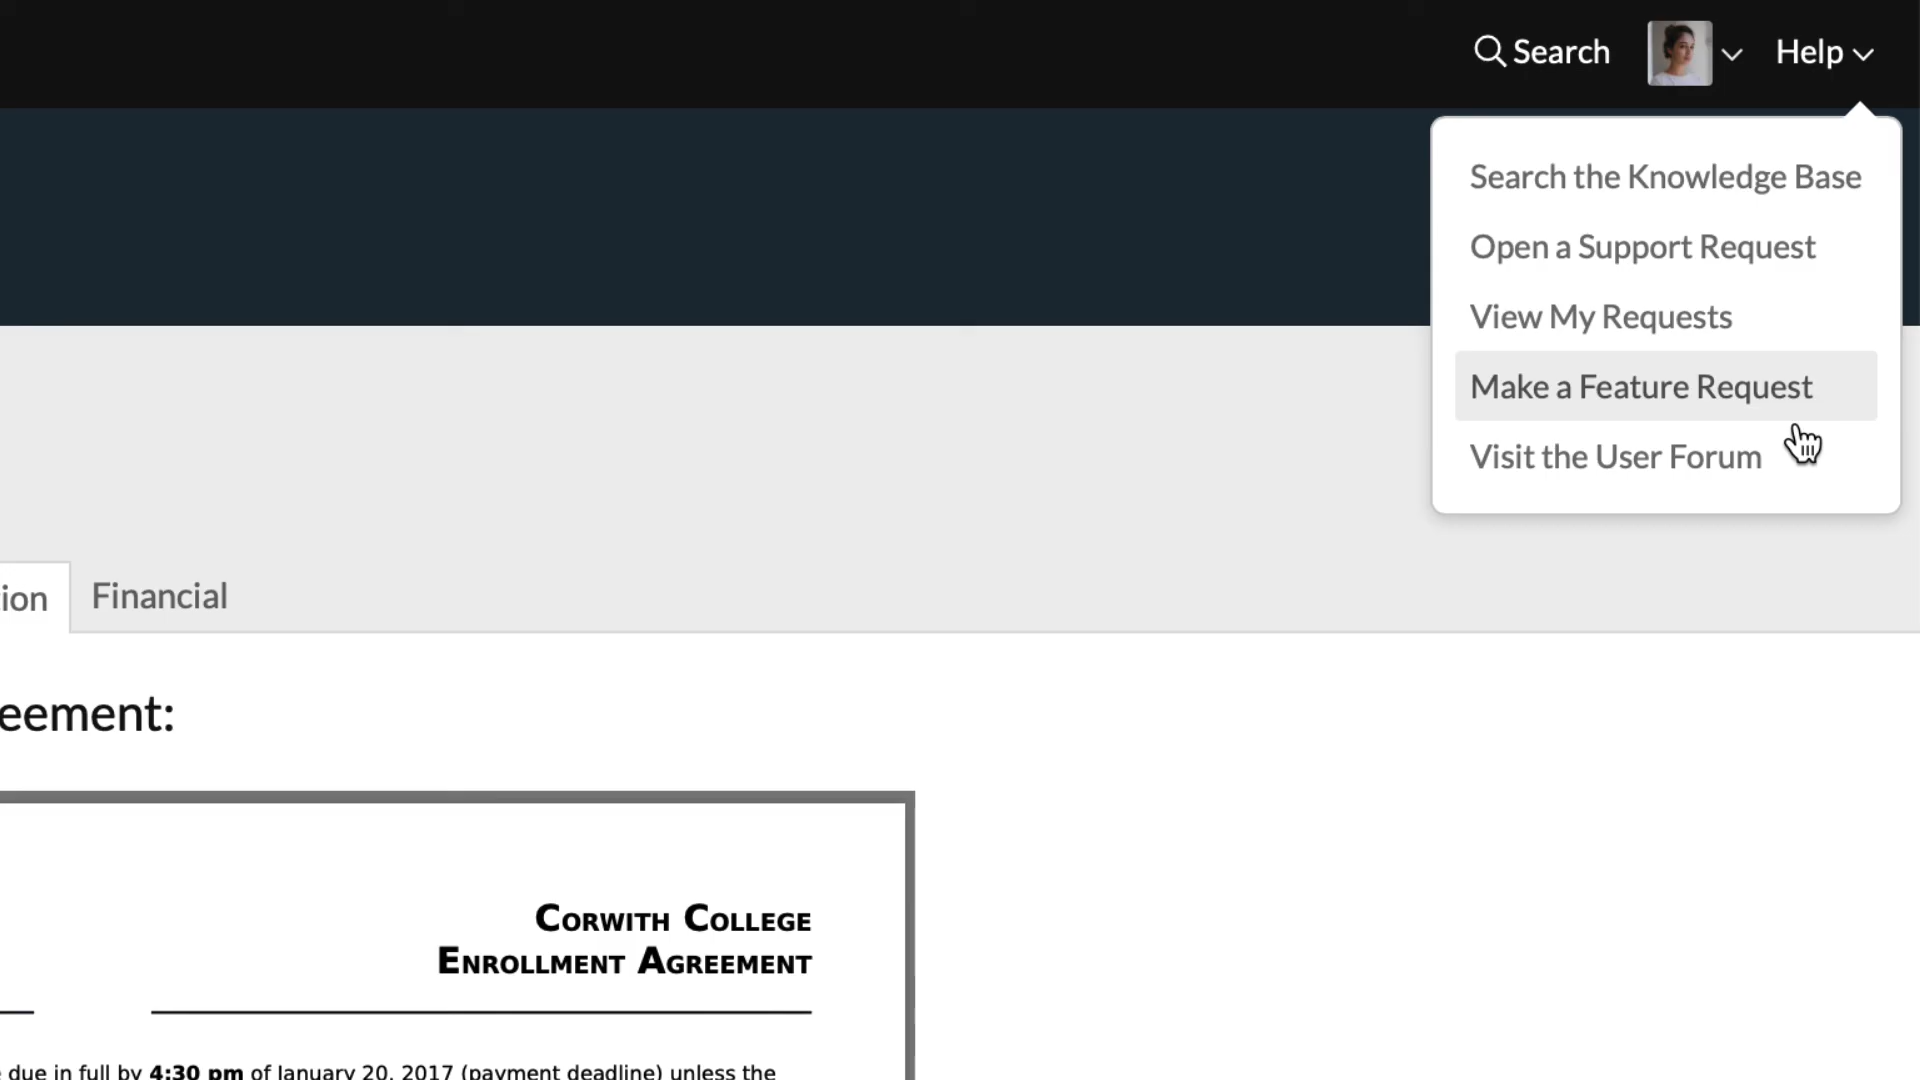 Search
Help
Search the Knowledge Base
Open a Support Request
View My Requests
Make a Feature Request
Visit the User Forum
tion
Financial
eement:
CORWITH COLLEGE
ENROLLMENT AGREEMENT
due in full by 4:30 pm of January 20, 2017 (payment deadline) unless the